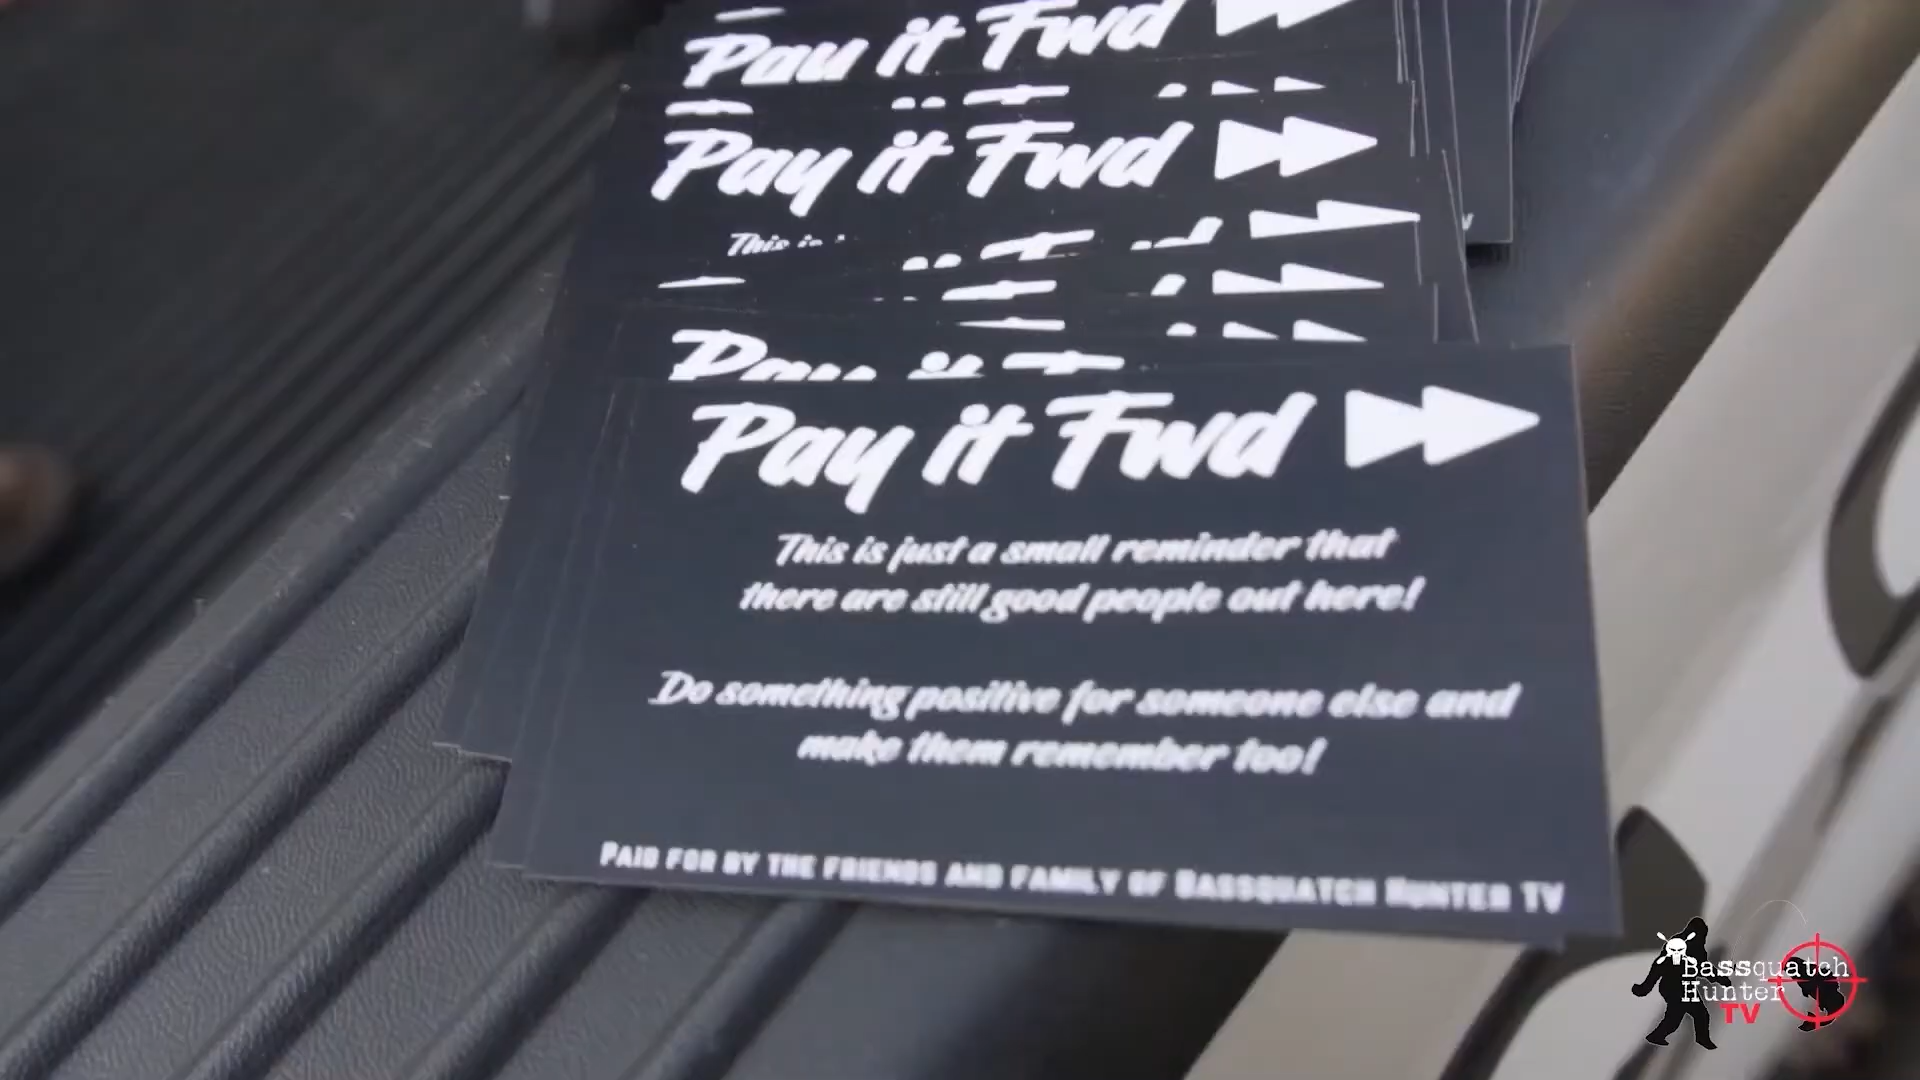 Pay it Fwd
Pay it Fwd
This is
Pay it Fwd
This is just a small reminder that
there are still good people out here!
Do something positive for someone else and
make them remember too!
PAID FOR BY THE FRIENDS AND FAMILY OF BASSQUATCH HUNTER TV
Bassquatch
Hunter
TV